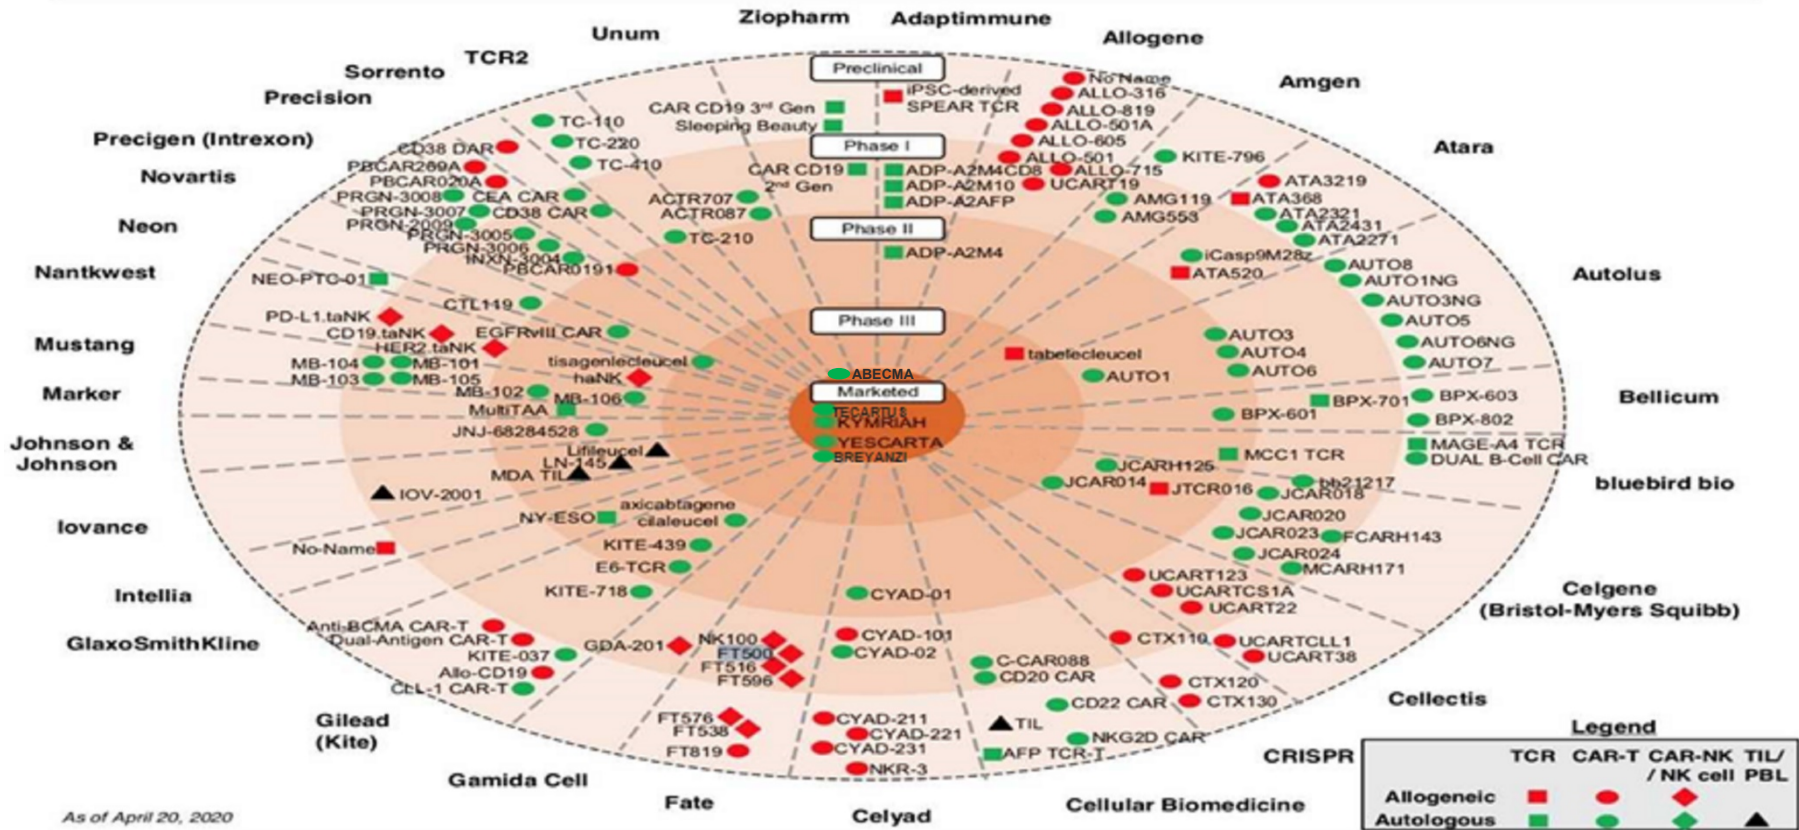 Ziopharm
Adaptimmune
Unum
Allogene
TCR2
Sorrento
Amgen
Precision
Precigen (Intrexon)
Atara
Novartis
Neon
Autolus
Nantkwest
Mustang
Marker
Bellicum
Johnson &
Johnson
bluebird bio
Iovance
Celgene
(Bristol-Myers Squibb)
Intellia
GlaxoSmithKline
Cellectis
Gilead
(Kite)
CRISPR
Gamida Cell
Fate
Celyad
Cellular Biomedicine
Preclinical
Phase I
Phase II
Phase III
Marketed
ABECMA
TECARTUS
KYMRIAH
YESCARTA
BREYANZI
CAR CD19 3rd Gen
Sleeping Beauty
CAR CD19
2nd Gen
iPSC-derived
SPEAR TCR
ADP-A2M4CD8
ADP-A2M10
ADP-A2AFP
ADP-A2M4
No Name
ALLO-316
ALLO-819
ALLO-501A
ALLO-605
ALLO-501
ALLO-715
UCART19
KITE-796
AMG119
AMG553
ATA3219
ATA368
ATA2321
ATA2431
ATA2271
iCasp9M28z
ATA520
tabelecleucel
AUTO8
AUTO1NG
AUTO3NG
AUTO5
AUTO6NG
AUTO7
AUTO3
AUTO4
AUTO6
AUTO1
BPX-603
BPX-701
BPX-601
BPX-802
MAGE-A4 TCR
DUAL B-Cell CAR
MCC1 TCR
bb21217
JCARH125
JCAR014
JTCR016
JCAR018
JCAR020
JCAR023
FCARH143
JCAR024
MCARH171
UCART123
UCARTCS1A
UCART22
UCARTCLL1
UCART38
CTX110
CTX120
CTX130
C-CAR088
CD20 CAR
CD22 CAR
TIL
NKG2D CAR
AFP TCR-T
CYAD-01
CYAD-101
CYAD-02
CYAD-211
CYAD-221
CYAD-231
NKR-3
NK100
FT500
FT516
FT596
FT576
FT538
FT819
GDA-201
axicabtagene
cilaleucel
KITE-439
E6-TCR
KITE-718
Anti-BCMA CAR-T
Dual-Antigen CAR-T
KITE-037
Allo-CD19
CLL-1 CAR-T
NY-ESO
No-Name
Lifileucel
LN-145
MDA TIL
IOV-2001
JNJ-68284528
MultiTAA
MB-104
MB-101
MB-103
MB-105
MB-102
MB-106
PD-L1.taNK
CD19.taNK
HER2.taNK
haNK
NEO-PTC-01
CTL119
EGFRvIII CAR
tisagenlecleucel
PRGN-3008
PRGN-3007
PRGN-2009
PRGN-3005
PRGN-3006
INXN-3004
PBCAR269A
PBCAR020A
PBCAR0191
CD38 DAR
CEA CAR
CD38 CAR
TC-110
TC-220
TC-410
TC-210
ACTR707
ACTR087
As of April 20, 2020
Legend
TCR CAR-T CAR-NK TIL/
/ NK cell PBL
Allogeneic
Autologous